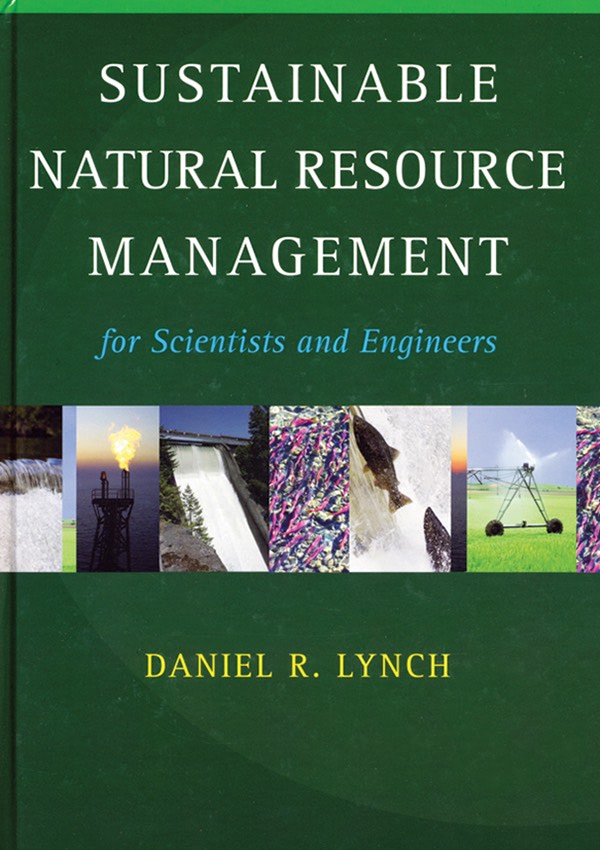 SUSTAINABLE
NATURAL RESOURCE
MANAGEMENT
for Scientists and Engineers
DANIEL R. LYNCH